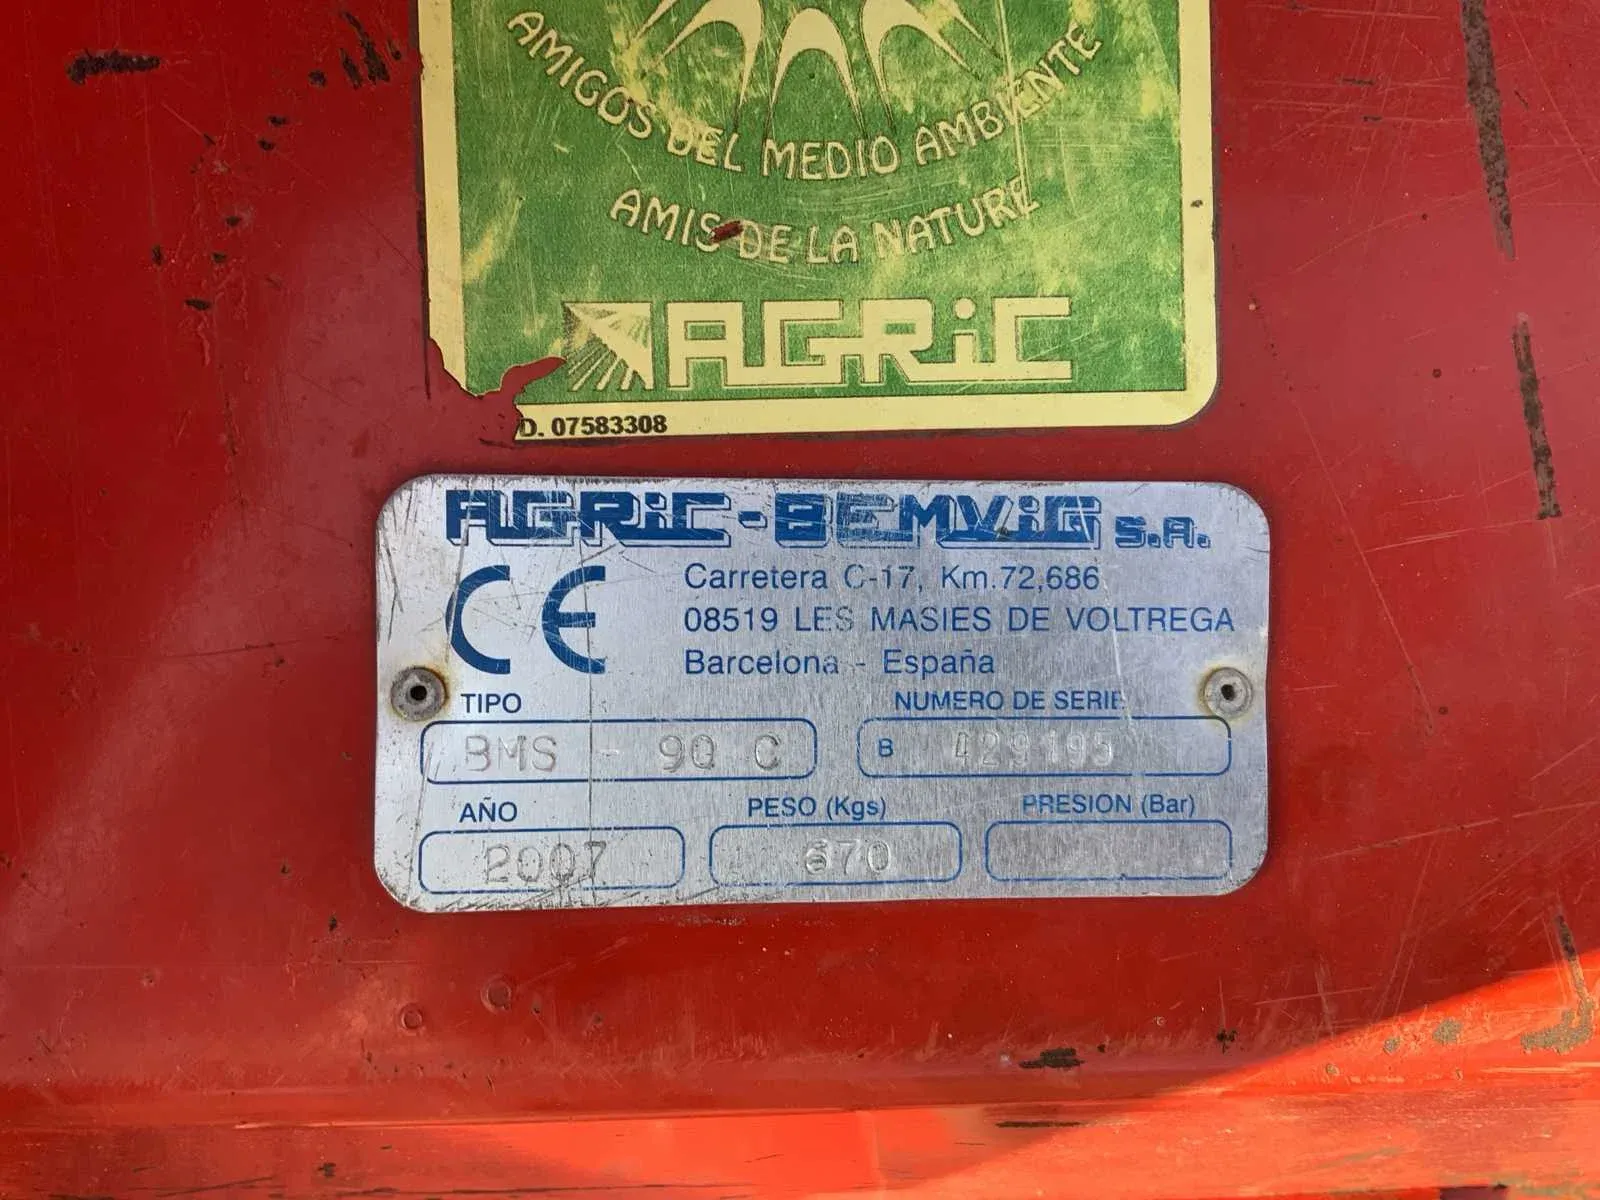 AMIGOS DEL MEDIO AMBIENTE
AMIS DE LA NATURE
AGRIC
D. 07583308
AGRIC-BEMVIG S.A.
CE
Carretera C-17, Km.72,686
08519 LES MASIES DE VOLTREGA
Barcelona - España
TIPO NUMERO DE SERIE
BMS - 90 C B 429195
AÑO PESO (Kgs) PRESION (Bar)
2007 670